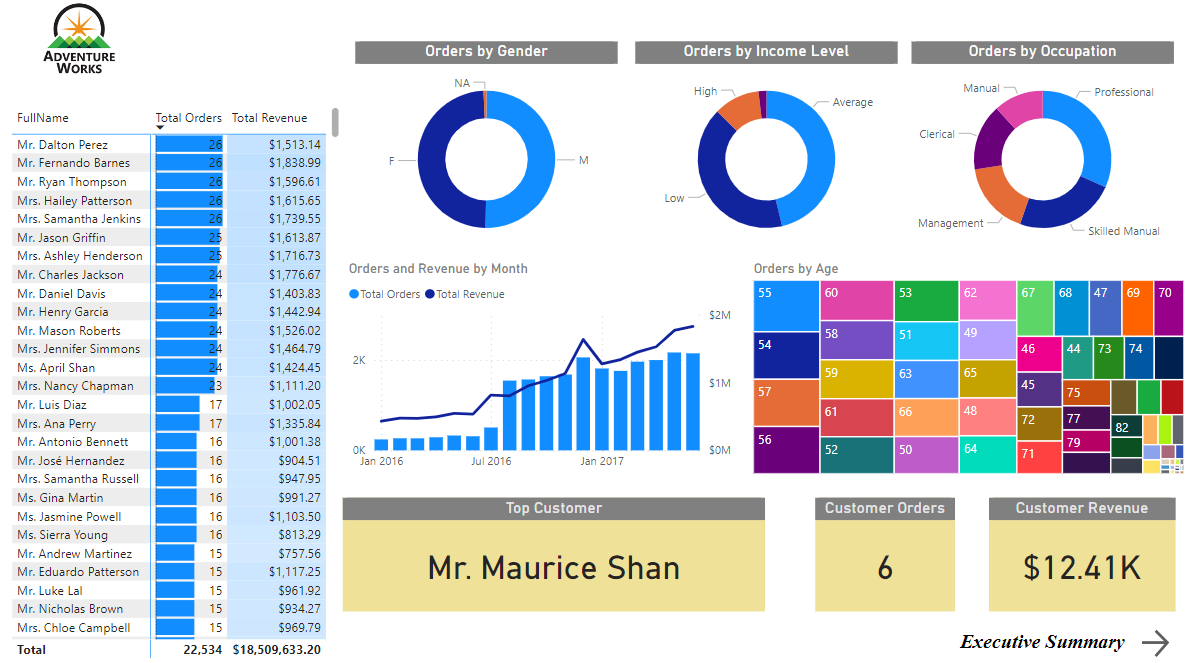 ADVENTURE
WORKS
FullName Total Orders Total Revenue
Mr. Dalton Perez 26 $1,513.14
Mr. Fernando Barnes 26 $1,838.99
Mr. Ryan Thompson 26 $1,596.61
Mrs. Hailey Patterson 26 $1,615.65
Mrs. Samantha Jenkins 26 $1,739.55
Mr. Jason Griffin 25 $1,613.87
Mrs. Ashley Henderson 25 $1,716.73
Mr. Charles Jackson 24 $1,776.67
Mr. Daniel Davis 24 $1,403.83
Mr. Henry Garcia 24 $1,442.94
Mr. Mason Roberts 24 $1,526.02
Mrs. Jennifer Simmons 24 $1,464.79
Ms. April Shan 24 $1,424.45
Mrs. Nancy Chapman 23 $1,111.20
Mr. Luis Diaz 17 $1,002.05
Mrs. Ana Perry 17 $1,335.84
Mr. Antonio Bennett 16 $1,001.38
Mr. José Hernandez 16 $904.51
Mrs. Samantha Russell 16 $947.95
Ms. Gina Martin 16 $991.27
Ms. Jasmine Powell 16 $1,103.50
Ms. Sierra Young 16 $813.29
Mr. Andrew Martinez 15 $757.56
Mr. Eduardo Patterson 15 $1,117.25
Mr. Luke Lal 15 $961.92
Mr. Nicholas Brown 15 $934.27
Mrs. Chloe Campbell 15 $969.79
Total 22,534 $18,509,633.20
Orders by Gender
NA
F
M
Orders by Income Level
High
Average
Low
Orders by Occupation
Manual
Professional
Clerical
Management
Skilled Manual
Orders and Revenue by Month
Total Orders Total Revenue
$2M
2K
$1M
0K
$0M
Jan 2016 Jul 2016 Jan 2017
Orders by Age
55 60 53 62 67 68 47 69 70
54 58 51 49 46 44 73 74
57 59 63 65 45 75
61 66 48 72 77 82
56 52 50 64 71 79
Top Customer
Mr. Maurice Shan
Customer Orders
6
Customer Revenue
$12.41K
Executive Summary